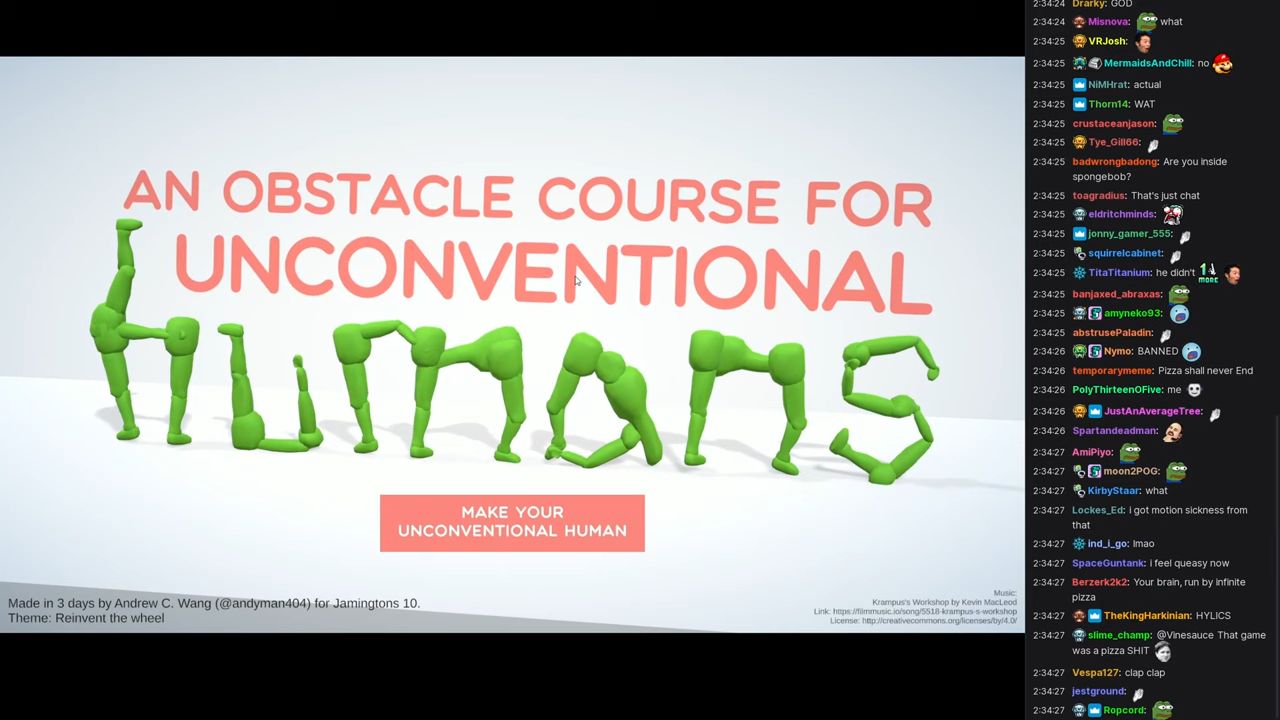 AN OBSTACLE COURSE FOR
UNCONVENTIONAL
humans
MAKE YOUR
UNCONVENTIONAL HUMAN
Made in 3 days by Andrew C. Wang (@andyman404) for Jamingtons 10.
Theme: Reinvent the wheel
Music:
Krampus's Workshop by Kevin MacLeod
Link: https://filmmusic.io/song/5518-krampus-s-workshop
License: http://creativecommons.org/licenses/by/4.0/
2:34:24 Drarky: GOD
2:34:24 Misnova: what
2:34:25 VRJosh:
2:34:25 MermaidsAndChill: no
2:34:25 NiMHrat: actual
2:34:25 Thorn14: WAT
2:34:25 crustaceanjason:
2:34:25 Tye_Gill66:
2:34:25 badwrongbadong: Are you inside
spongebob?
2:34:25 toagradius: That's just chat
2:34:25 eldritchminds:
2:34:25 jonny_gamer_555:
2:34:25 squirrelcabinet:
2:34:25 TitaTitanium: he didn't 1 MORE
2:34:25 banjaxed_abraxas:
2:34:25 amyneko93:
2:34:25 abstrusePaladin:
2:34:26 Nymo: BANNED
2:34:26 temporarymeme: Pizza shall never End
2:34:26 PolyThirteenOFive: me
2:34:26 JustAnAverageTree:
2:34:26 Spartandeadman:
2:34:27 AmiPiyo:
2:34:27 moon2POG:
2:34:27 KirbyStaar: what
2:34:27 Lockes_Ed: i got motion sickness from
that
2:34:27 ind_i_go: lmao
2:34:27 SpaceGuntank: i feel queasy now
2:34:27 Berzerk2k2: Your brain, run by infinite
pizza
2:34:27 TheKingHarkinian: HYLICS
2:34:27 slime_champ: @Vinesauce That game
was a pizza SHIT
2:34:27 Vespa127: clap clap
2:34:27 jestground:
2:34:27 Ropcord: